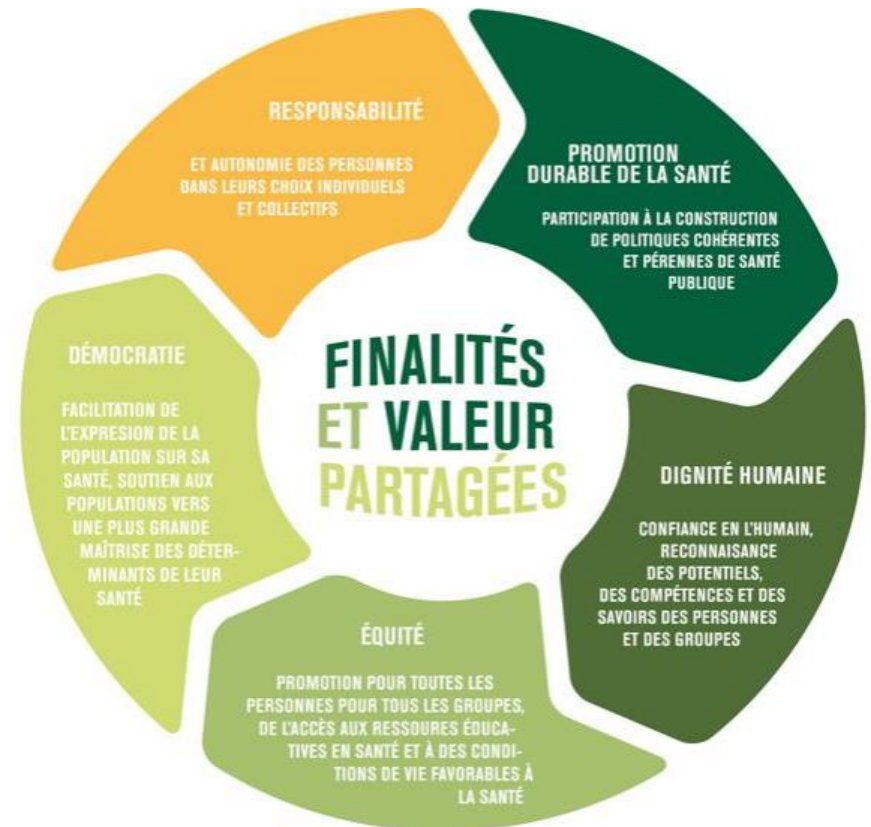 RESPONSABILITÉ
ET AUTONOMIE DES PERSONNES
DANS LEURS CHOIX INDIVIDUELS
ET COLLECTIFS
PROMOTION
DURABLE DE LA SANTÉ
PARTICIPATION À LA CONSTRUCTION
DE POLITIQUES COHÉRENTES
ET PÉRENNES DE SANTÉ
PUBLIQUE
DÉMOCRATIE
FACILITATION DE
L'EXPRESION DE LA
POPULATION SUR SA
SANTÉ, SOUTIEN AUX
POPULATIONS VERS
UNE PLUS GRANDE
MAÎTRISE DES DÉTER-
MINANTS DE LEUR
SANTÉ
FINALITÉS
ET VALEUR
PARTAGÉES
DIGNITÉ HUMAINE
CONFIANCE EN L'HUMAIN,
RECONNAISANCE
DES POTENTIELS,
DES COMPÉTENCES ET DES
SAVOIRS DES PERSONNES
ET DES GROUPES
ÉQUITÉ
PROMOTION POUR TOUTES LES
PERSONNES POUR TOUS LES GROUPES,
DE L'ACCÈS AUX RESSOURES ÉDUCA-
TIVES EN SANTÉ ET À DES CONDI-
TIONS DE VIE FAVORABLES À
LA SANTÉ